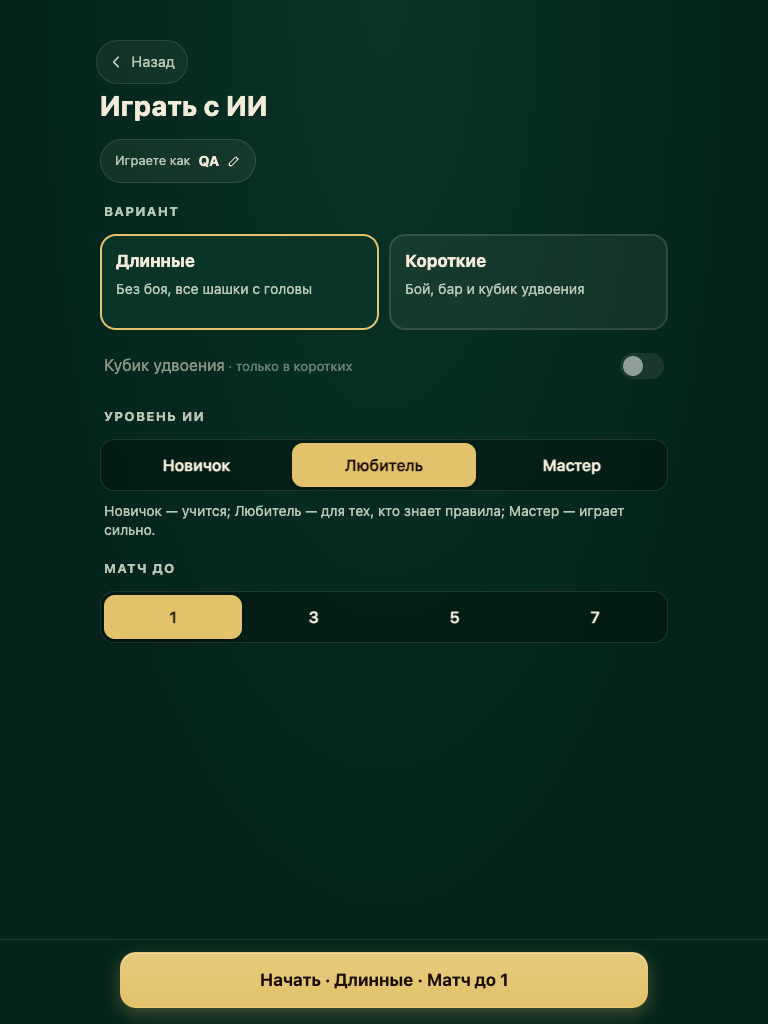 Назад
Играть с ИИ
Играете как QA
ВАРИАНТ
Длинные
Без боя, все шашки с головы
Короткие
Бой, бар и кубик удвоения
Кубик удвоения · только в коротких
УРОВЕНЬ ИИ
Новичок
Любитель
Мастер
Новичок — учится; Любитель — для тех, кто знает правила; Мастер — играет
сильно.
МАТЧ ДО
1
3
5
7
Начать · Длинные · Матч до 1